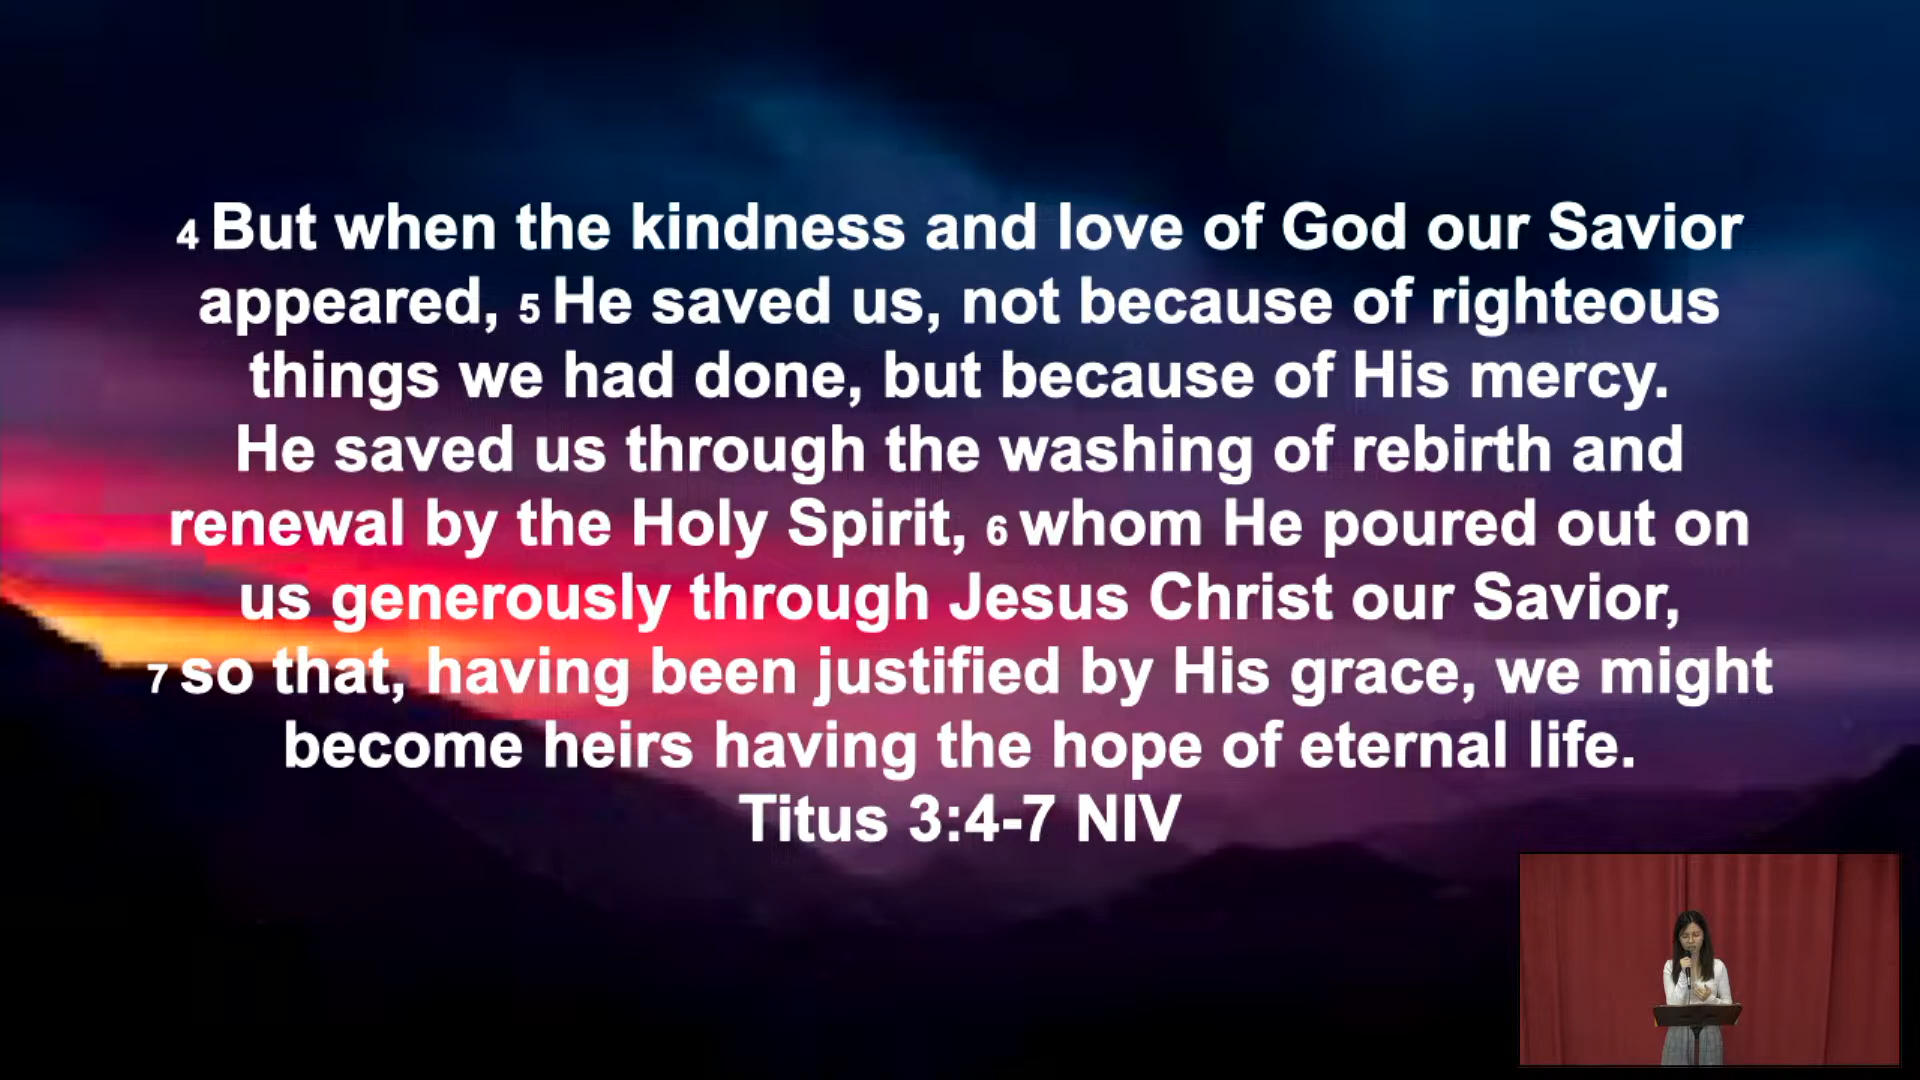 4 But when the kindness and love of God our Savior
appeared, 5 He saved us, not because of righteous
things we had done, but because of His mercy.
He saved us through the washing of rebirth and
renewal by the Holy Spirit, 6 whom He poured out on
us generously through Jesus Christ our Savior,
7 so that, having been justified by His grace, we might
become heirs having the hope of eternal life.
Titus 3:4-7 NIV